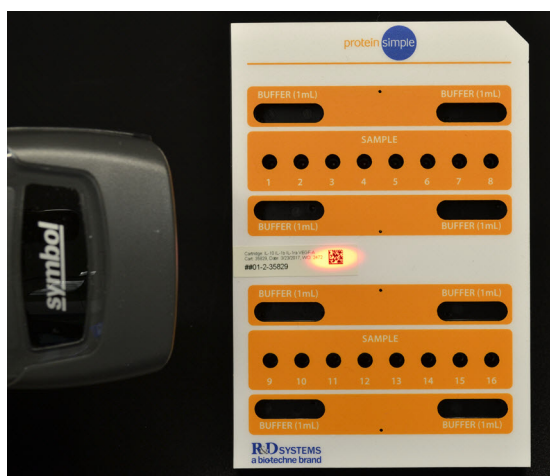 protein simple
BUFFER (1mL) BUFFER (1mL)
SAMPLE
1 2 3 4 5 6 7 8
BUFFER (1mL) BUFFER (1mL)
##01-2-35829
symbol
BUFFER (1mL) BUFFER (1mL)
SAMPLE
9 10 11 12 13 14 15 16
BUFFER (1mL) BUFFER (1mL)
R&D SYSTEMS
a biotechne brand